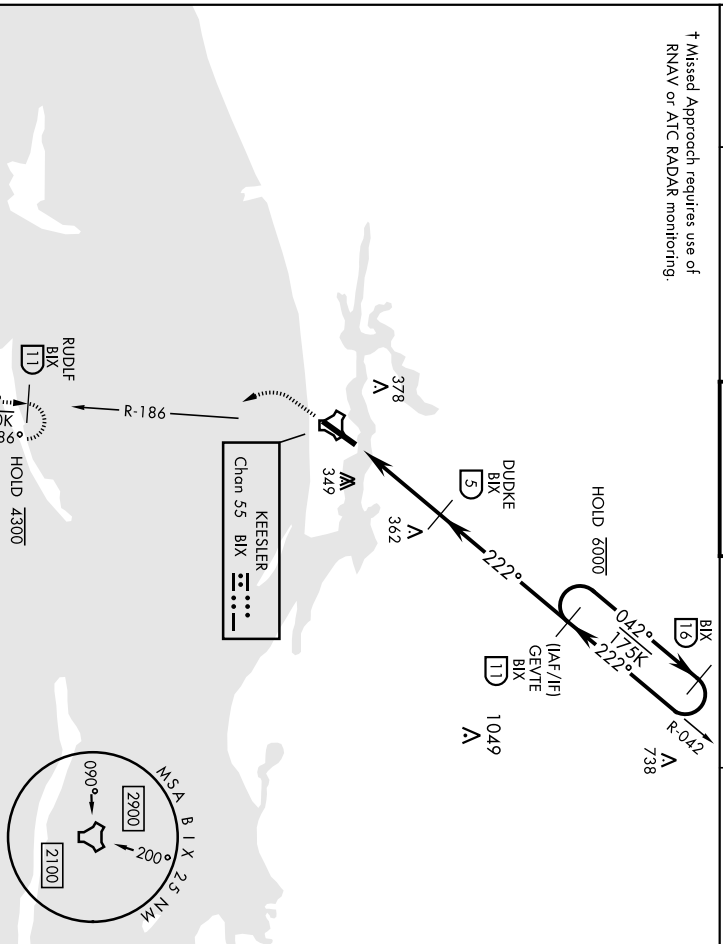 † Missed Approach requires use of
RNAV or ATC RADAR monitoring.
BIX
16
HOLD 6000
042°
175K
222°
R-042
738
(IAF/IF)
GEVTE
BIX
11
1049
222°
DUDKE
BIX
5
362
378
349
KEESLER
Chan 55 BIX
R-186
RUDLF
BIX
11
HOLD 4300
MSA BIX 25 NM
2900
090°
200°
2100